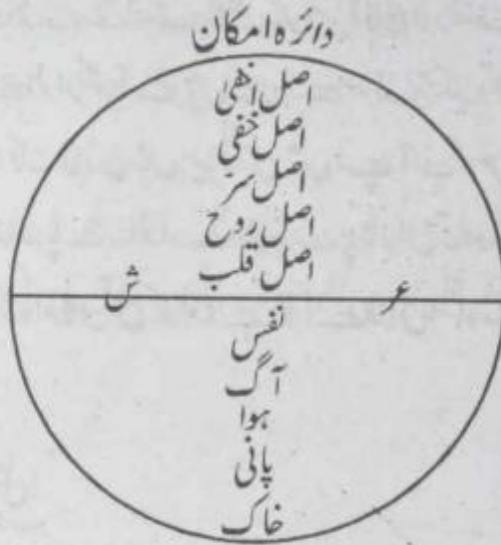 دائرہ امکان
اصل اخفیٰ
اصل خفی
اصل سرّ
اصل روح
اصل قلب
عر ش
نفس
آگ
ہوا
پانی
خاک